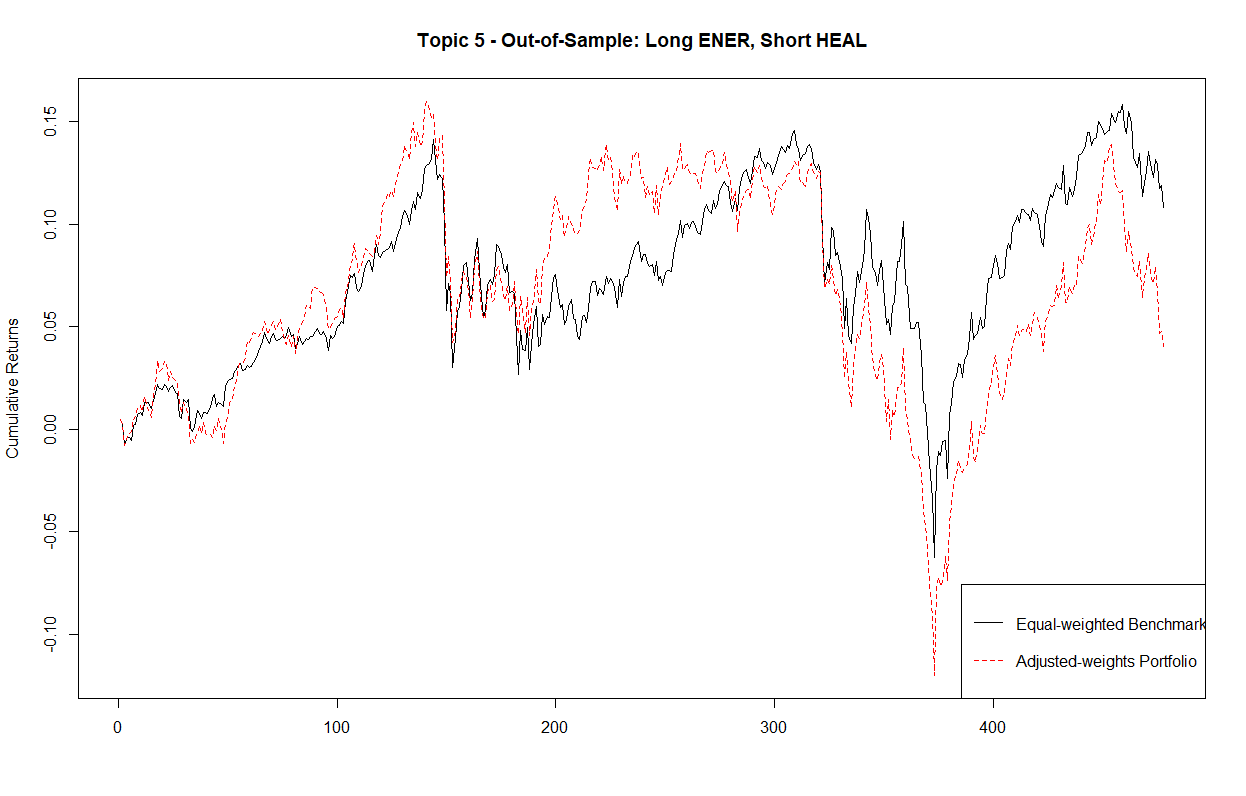 Topic 5 - Out-of-Sample: Long ENER, Short HEAL
Cumulative Returns
0.15
0.10
0.05
0.00
-0.05
-0.10
Equal-weighted Benchmark
Adjusted-weights Portfolio
0 100 200 300 400